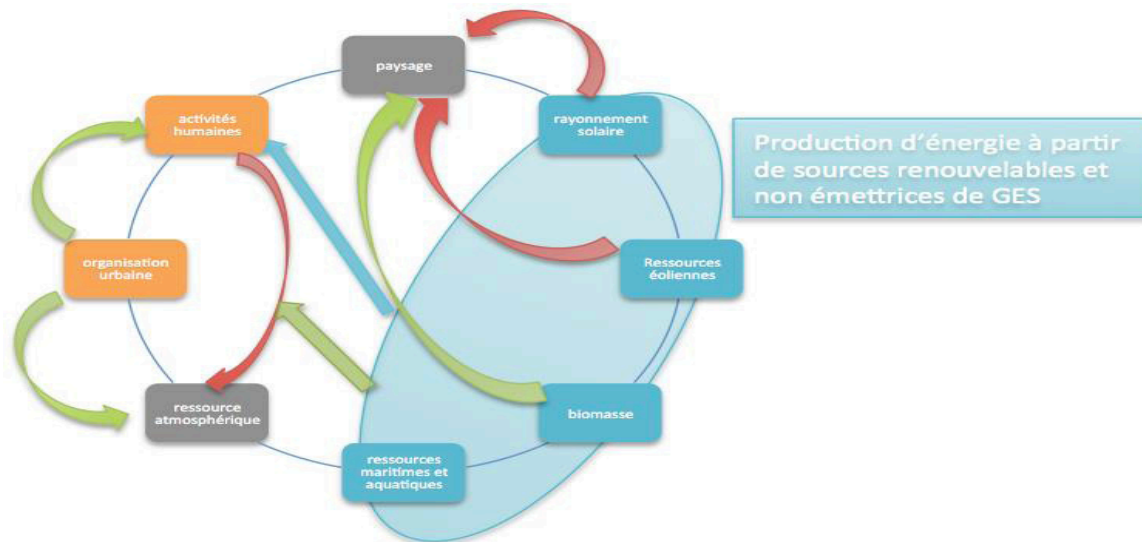 paysage
activités
humaines
rayonnement
solaire
Production d'énergie à partir
de sources renouvelables et
non émettrices de GES
organisation
urbaine
Ressources
éoliennes
ressource
atmosphérique
biomasse
ressources
maritimes et
aquatiques